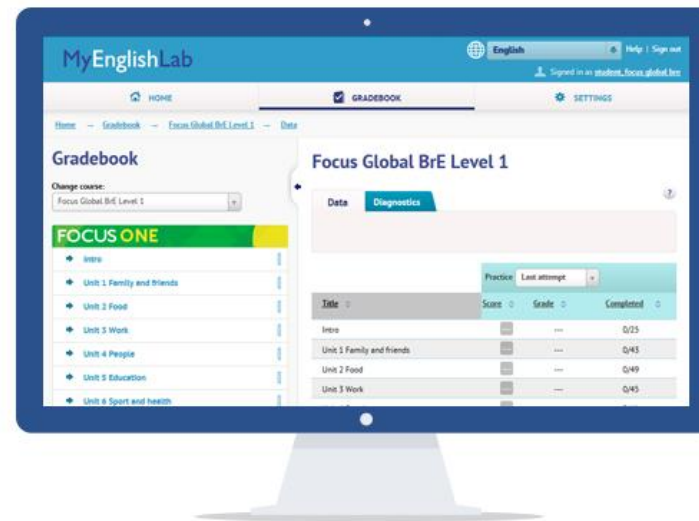 MyEnglishLab
English
Help | Sign out
Signed in as student_focus global bre
HOME
GRADEBOOK
SETTINGS
Home → Gradebook → Focus Global BrE Level 1 → Data
Gradebook
Change course:
Focus Global BrE Level 1
FOCUS ONE
Intro
Unit 1 Family and friends
Unit 2 Food
Unit 3 Work
Unit 4 People
Unit 5 Education
Unit 6 Sport and health
Focus Global BrE Level 1
?
Data Diagnostics
Practice Last attempt
Title Score Grade Completed
Intro --- --- 0/25
Unit 1 Family and friends --- --- 0/43
Unit 2 Food --- --- 0/49
Unit 3 Work --- --- 0/45